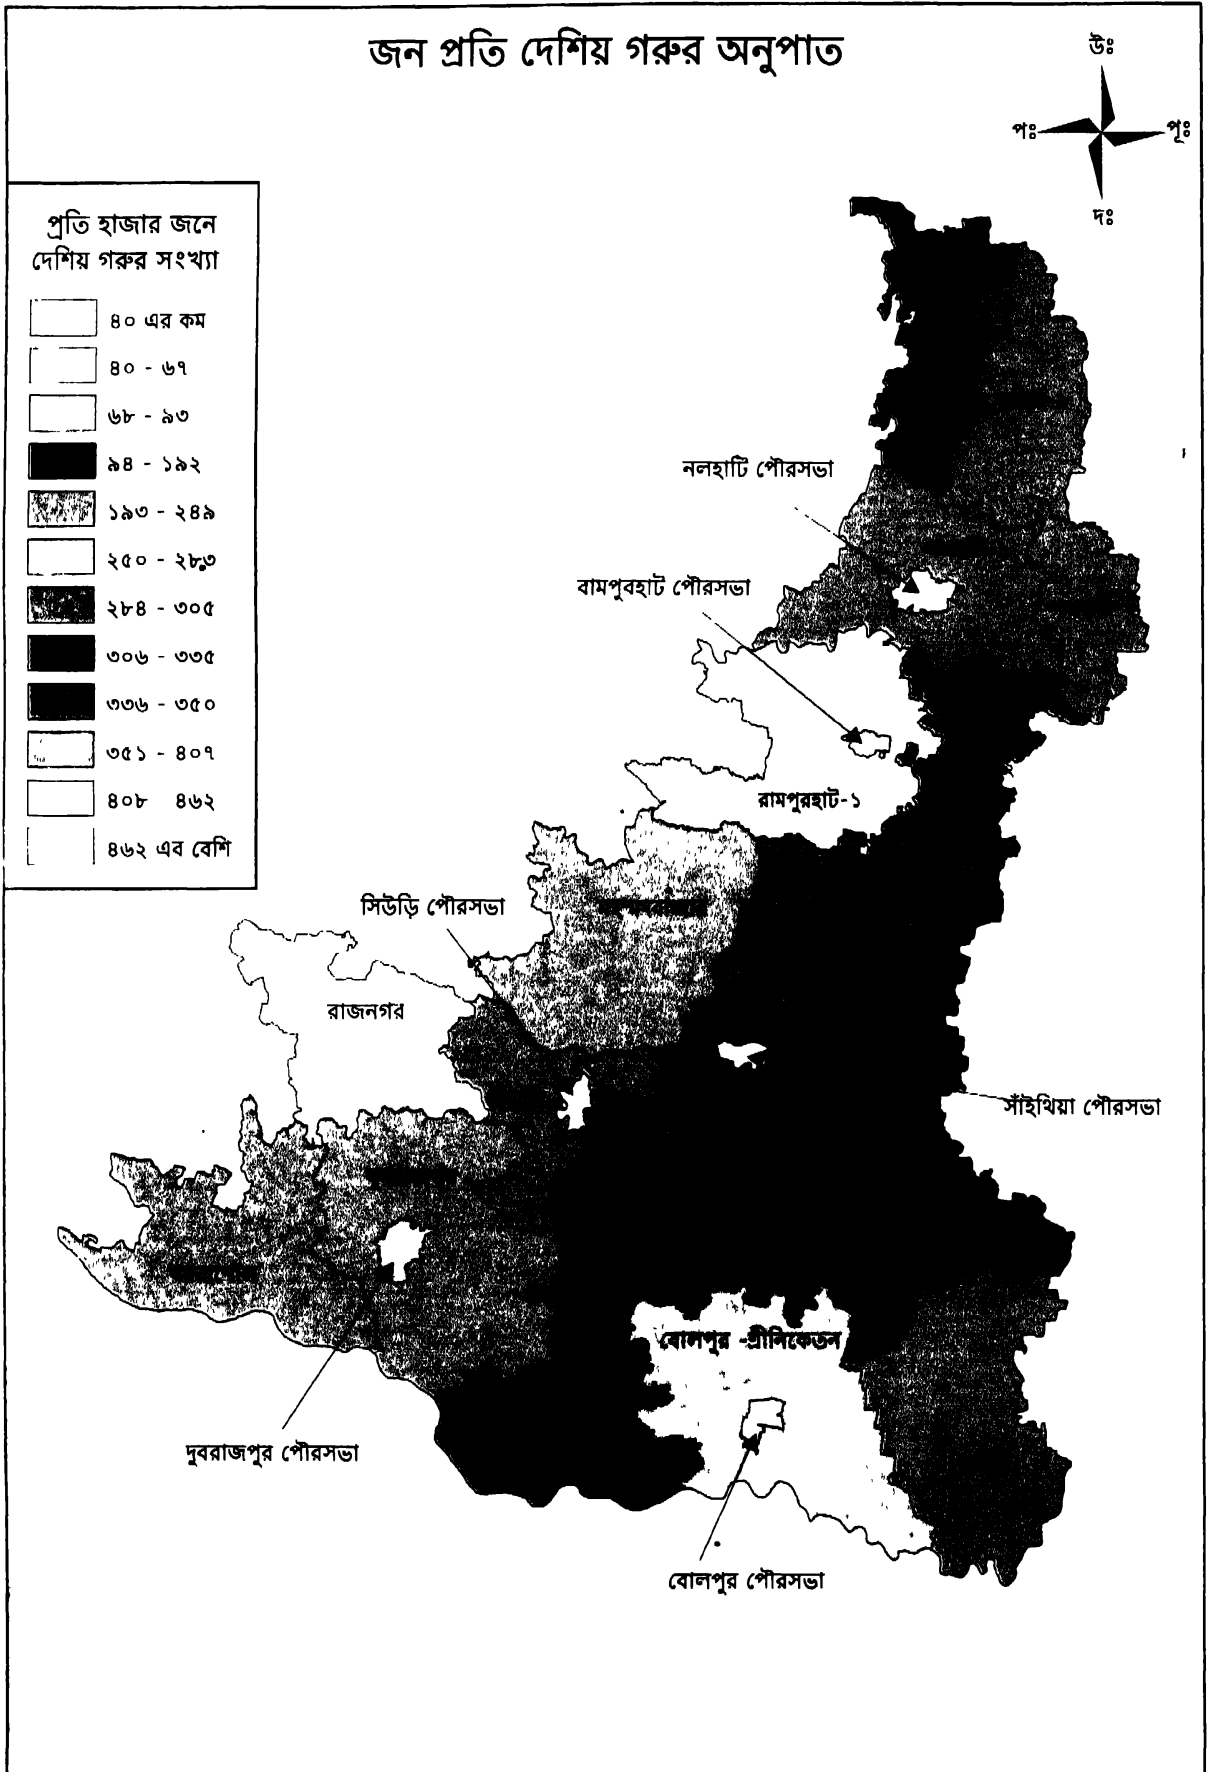 জন প্রতি দেশিয় গরুর অনুপাত
উঃ
পঃ
পূঃ
দঃ
প্রতি হাজার জনে
দেশিয় গরুর সংখ্যা
৪০ এর কম
৪০ - ৬৭
৬৮ - ৯৩
৯৪ - ১৯২
১৯৩ - ২৪৯
২৫০ - ২৮৩
২৮৪ - ৩০৫
৩০৬ - ৩৩৫
৩৩৬ - ৩৫০
৩৫১ - ৪০৭
৪০৮ ৪৬২
৪৬২ এব বেশি
নলহাটি পৌরসভা
বামপুবহাট পৌরসভা
রামপুরহাট-১
সিউড়ি পৌরসভা
রাজনগর
সাঁইথিয়া পৌরসভা
বোলপুর -শ্রীনিকেতন
দুবরাজপুর পৌরসভা
বোলপুর পৌরসভা